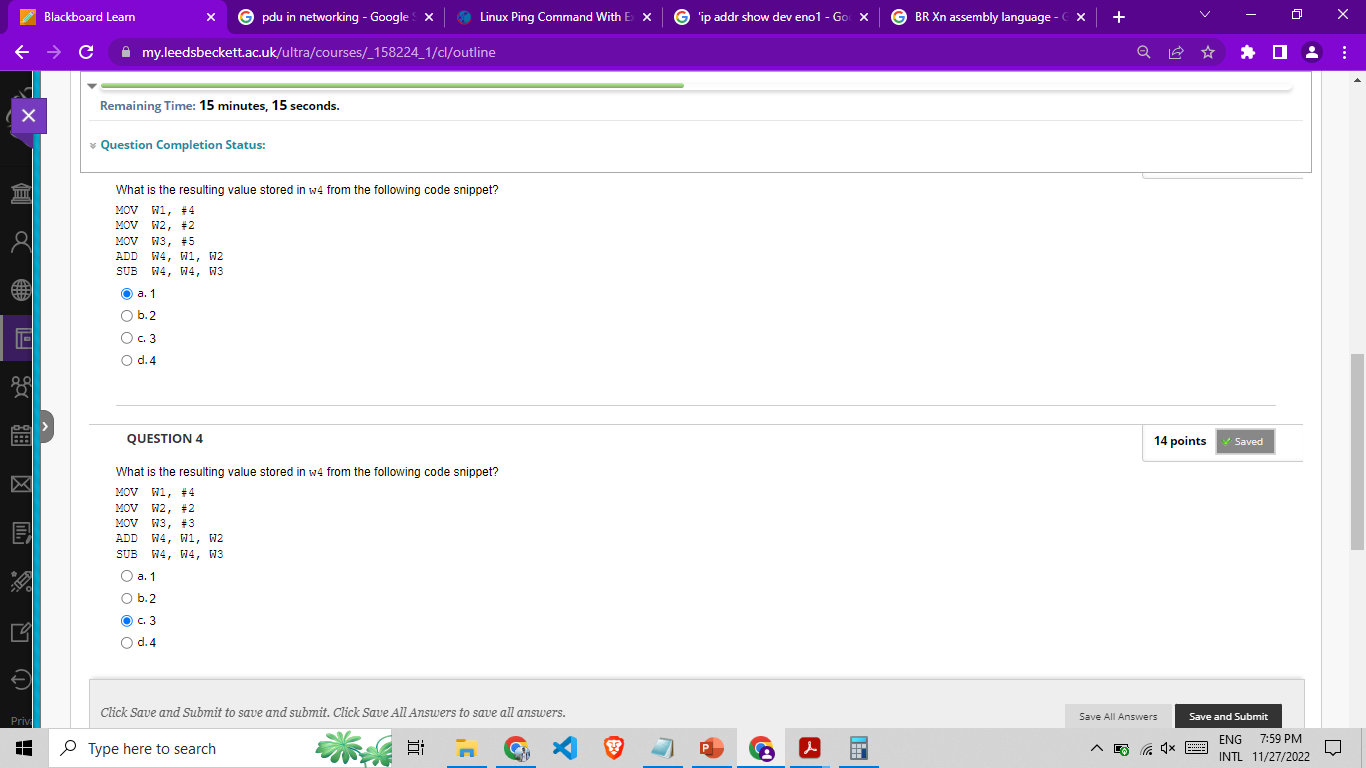 Blackboard Learn
pdu in networking - Google S
Linux Ping Command With E
'ip addr show dev eno1 - Go
BR Xn assembly language - G
my.leedsbeckett.ac.uk/ultra/courses/_158224_1/cl/outline
Remaining Time: 15 minutes, 15 seconds.
Question Completion Status:
What is the resulting value stored in w4 from the following code snippet?
MOV W1, #4
MOV W2, #2
MOV W3, #5
ADD W4, W1, W2
SUB W4, W4, W3
a. 1
b. 2
c. 3
d. 4
QUESTION 4
14 points
Saved
What is the resulting value stored in w4 from the following code snippet?
MOV W1, #4
MOV W2, #2
MOV W3, #3
ADD W4, W1, W2
SUB W4, W4, W3
a. 1
b. 2
c. 3
d. 4
Priva
Click Save and Submit to save and submit. Click Save All Answers to save all answers.
Save All Answers
Save and Submit
Type here to search
ENG
INTL
7:59 PM
11/27/2022